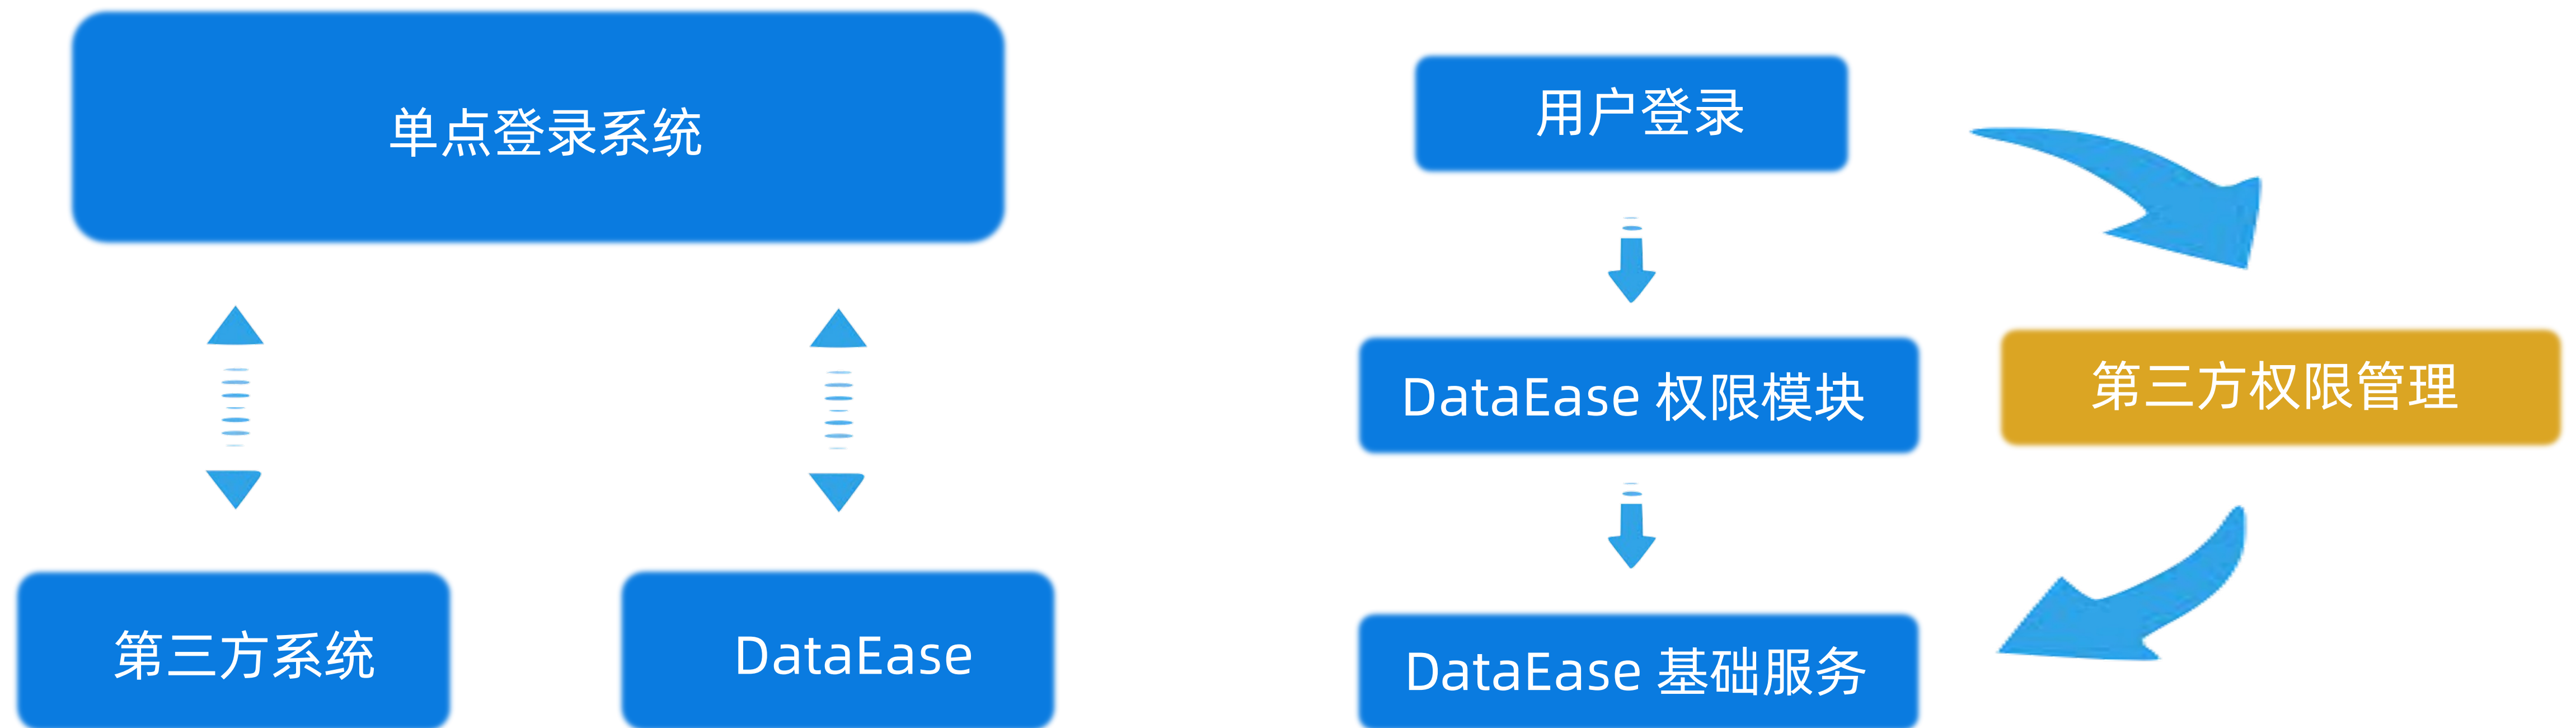 单点登录系统
第三方系统
DataEase
用户登录
DataEase 权限模块
第三方权限管理
DataEase 基础服务